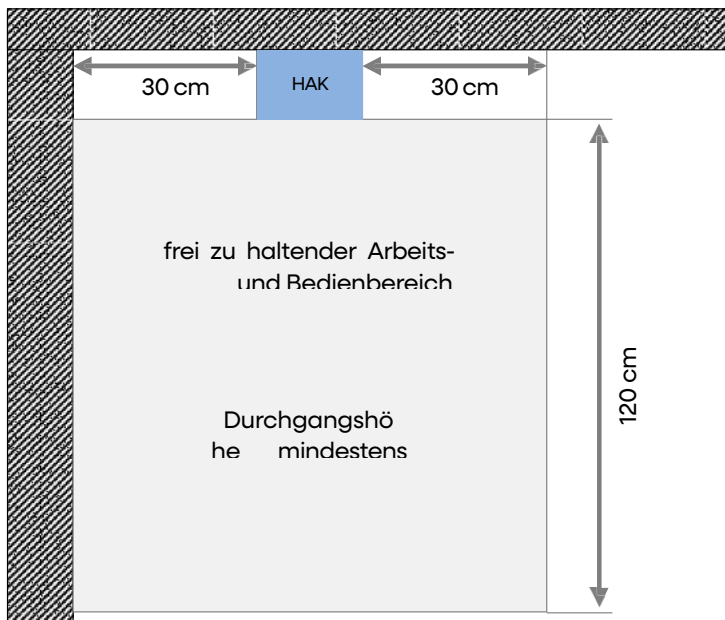 30 cm
HAK
30 cm
frei zu haltender Arbeits-
und Bedienbereich
120 cm
Durchgangshö
he mindestens